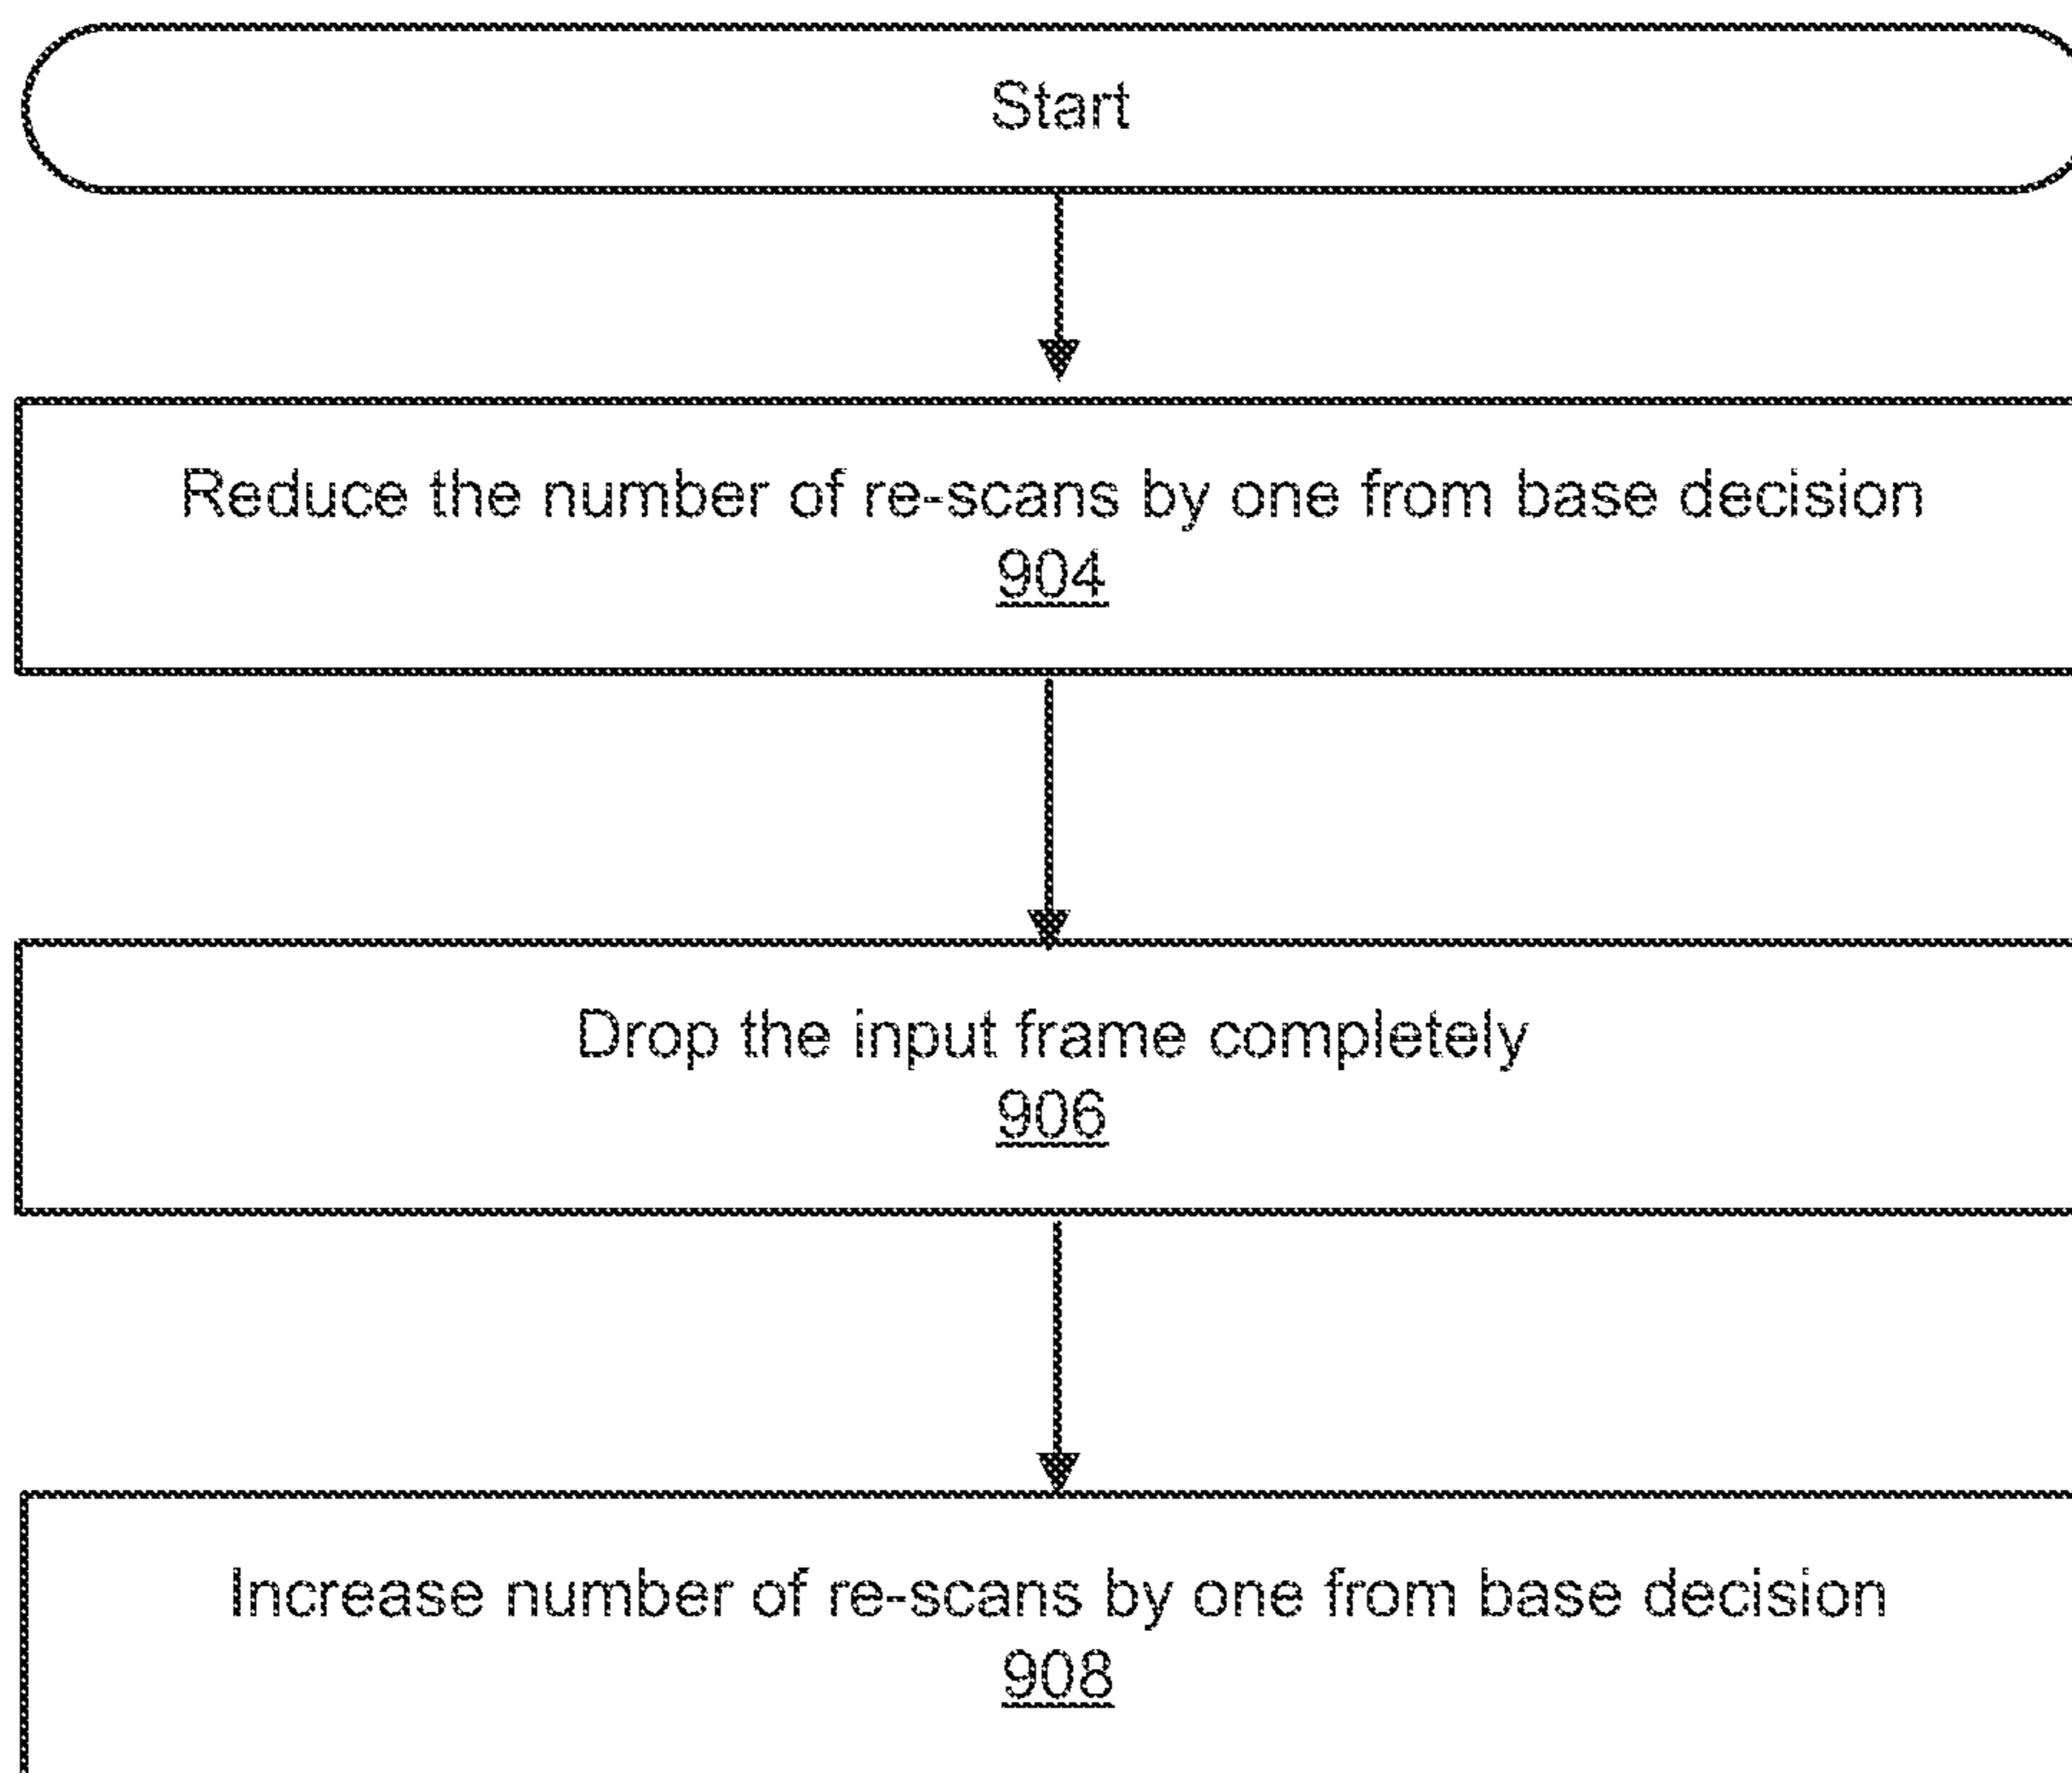 Start
Reduce the number of re-scans by one from base decision
904
Drop the input frame completely
906
Increase number of re-scans by one from base decision
908